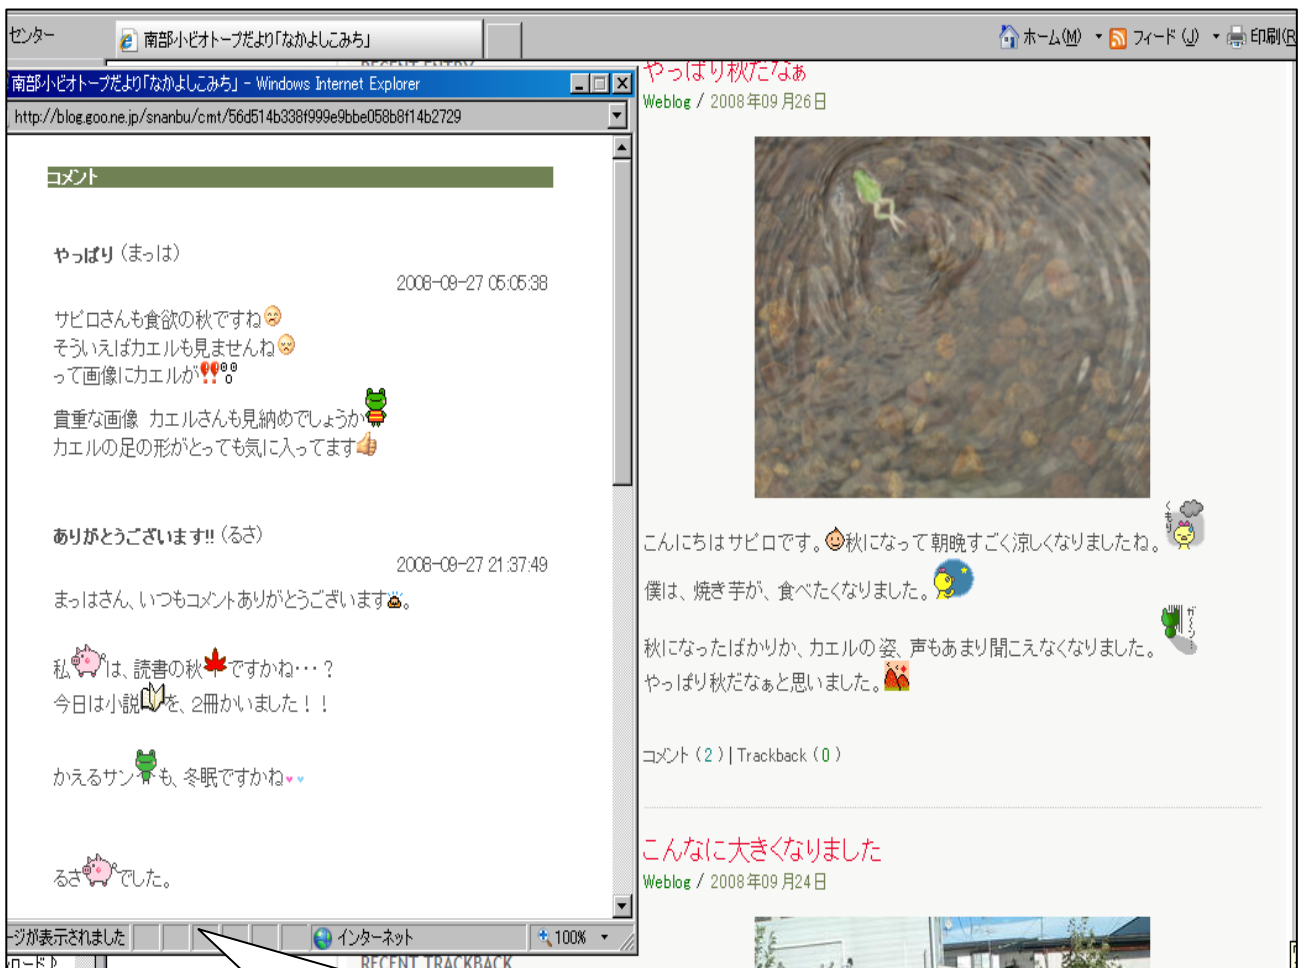 センター
南部小ビオトープだより「なかよしこみち」
ホーム(M)
フィード(J)
印刷(R
RECENT ENTRY
南部小ビオトープだより「なかよしこみち」 - Windows Internet Explorer
http://blog.goo.ne.jp/snanbu/cmt/56d514b338f999e9bbe058b8f14b2729
コメント
やっぱり (まっは)
2008-09-27 05:05:38
サビロさんも食欲の秋ですね
そういえばカエルも見ませんね
って画像にカエルが
貴重な画像 カエルさんも見納めでしょうか
カエルの足の形がとっても気に入ってます
ありがとうございます!! (るさ)
2008-09-27 21:37:49
まっはさん、いつもコメントありがとうございます。
私は、読書の秋ですかね・・・?
今日は小説を、2冊かいました!!
かえるサンも、冬眠ですかね
るさでした。
ージが表示されました
インターネット
100%
RECENT TRACKBACK
やっぱり秋だなぁ
Weblog / 2008年09月26日
こんにちはサビロです。秋になって朝晩すごく涼しくなりましたね。
くもり
僕は、焼き芋が、食べたくなりました。
ガーン
秋になったばかりか、カエルの姿、声もあまり聞こえなくなりました。
やっぱり秋だなぁと思いました。
コメント (2) | Trackback (0)
こんなに大きくなりました
Weblog / 2008年09月24日